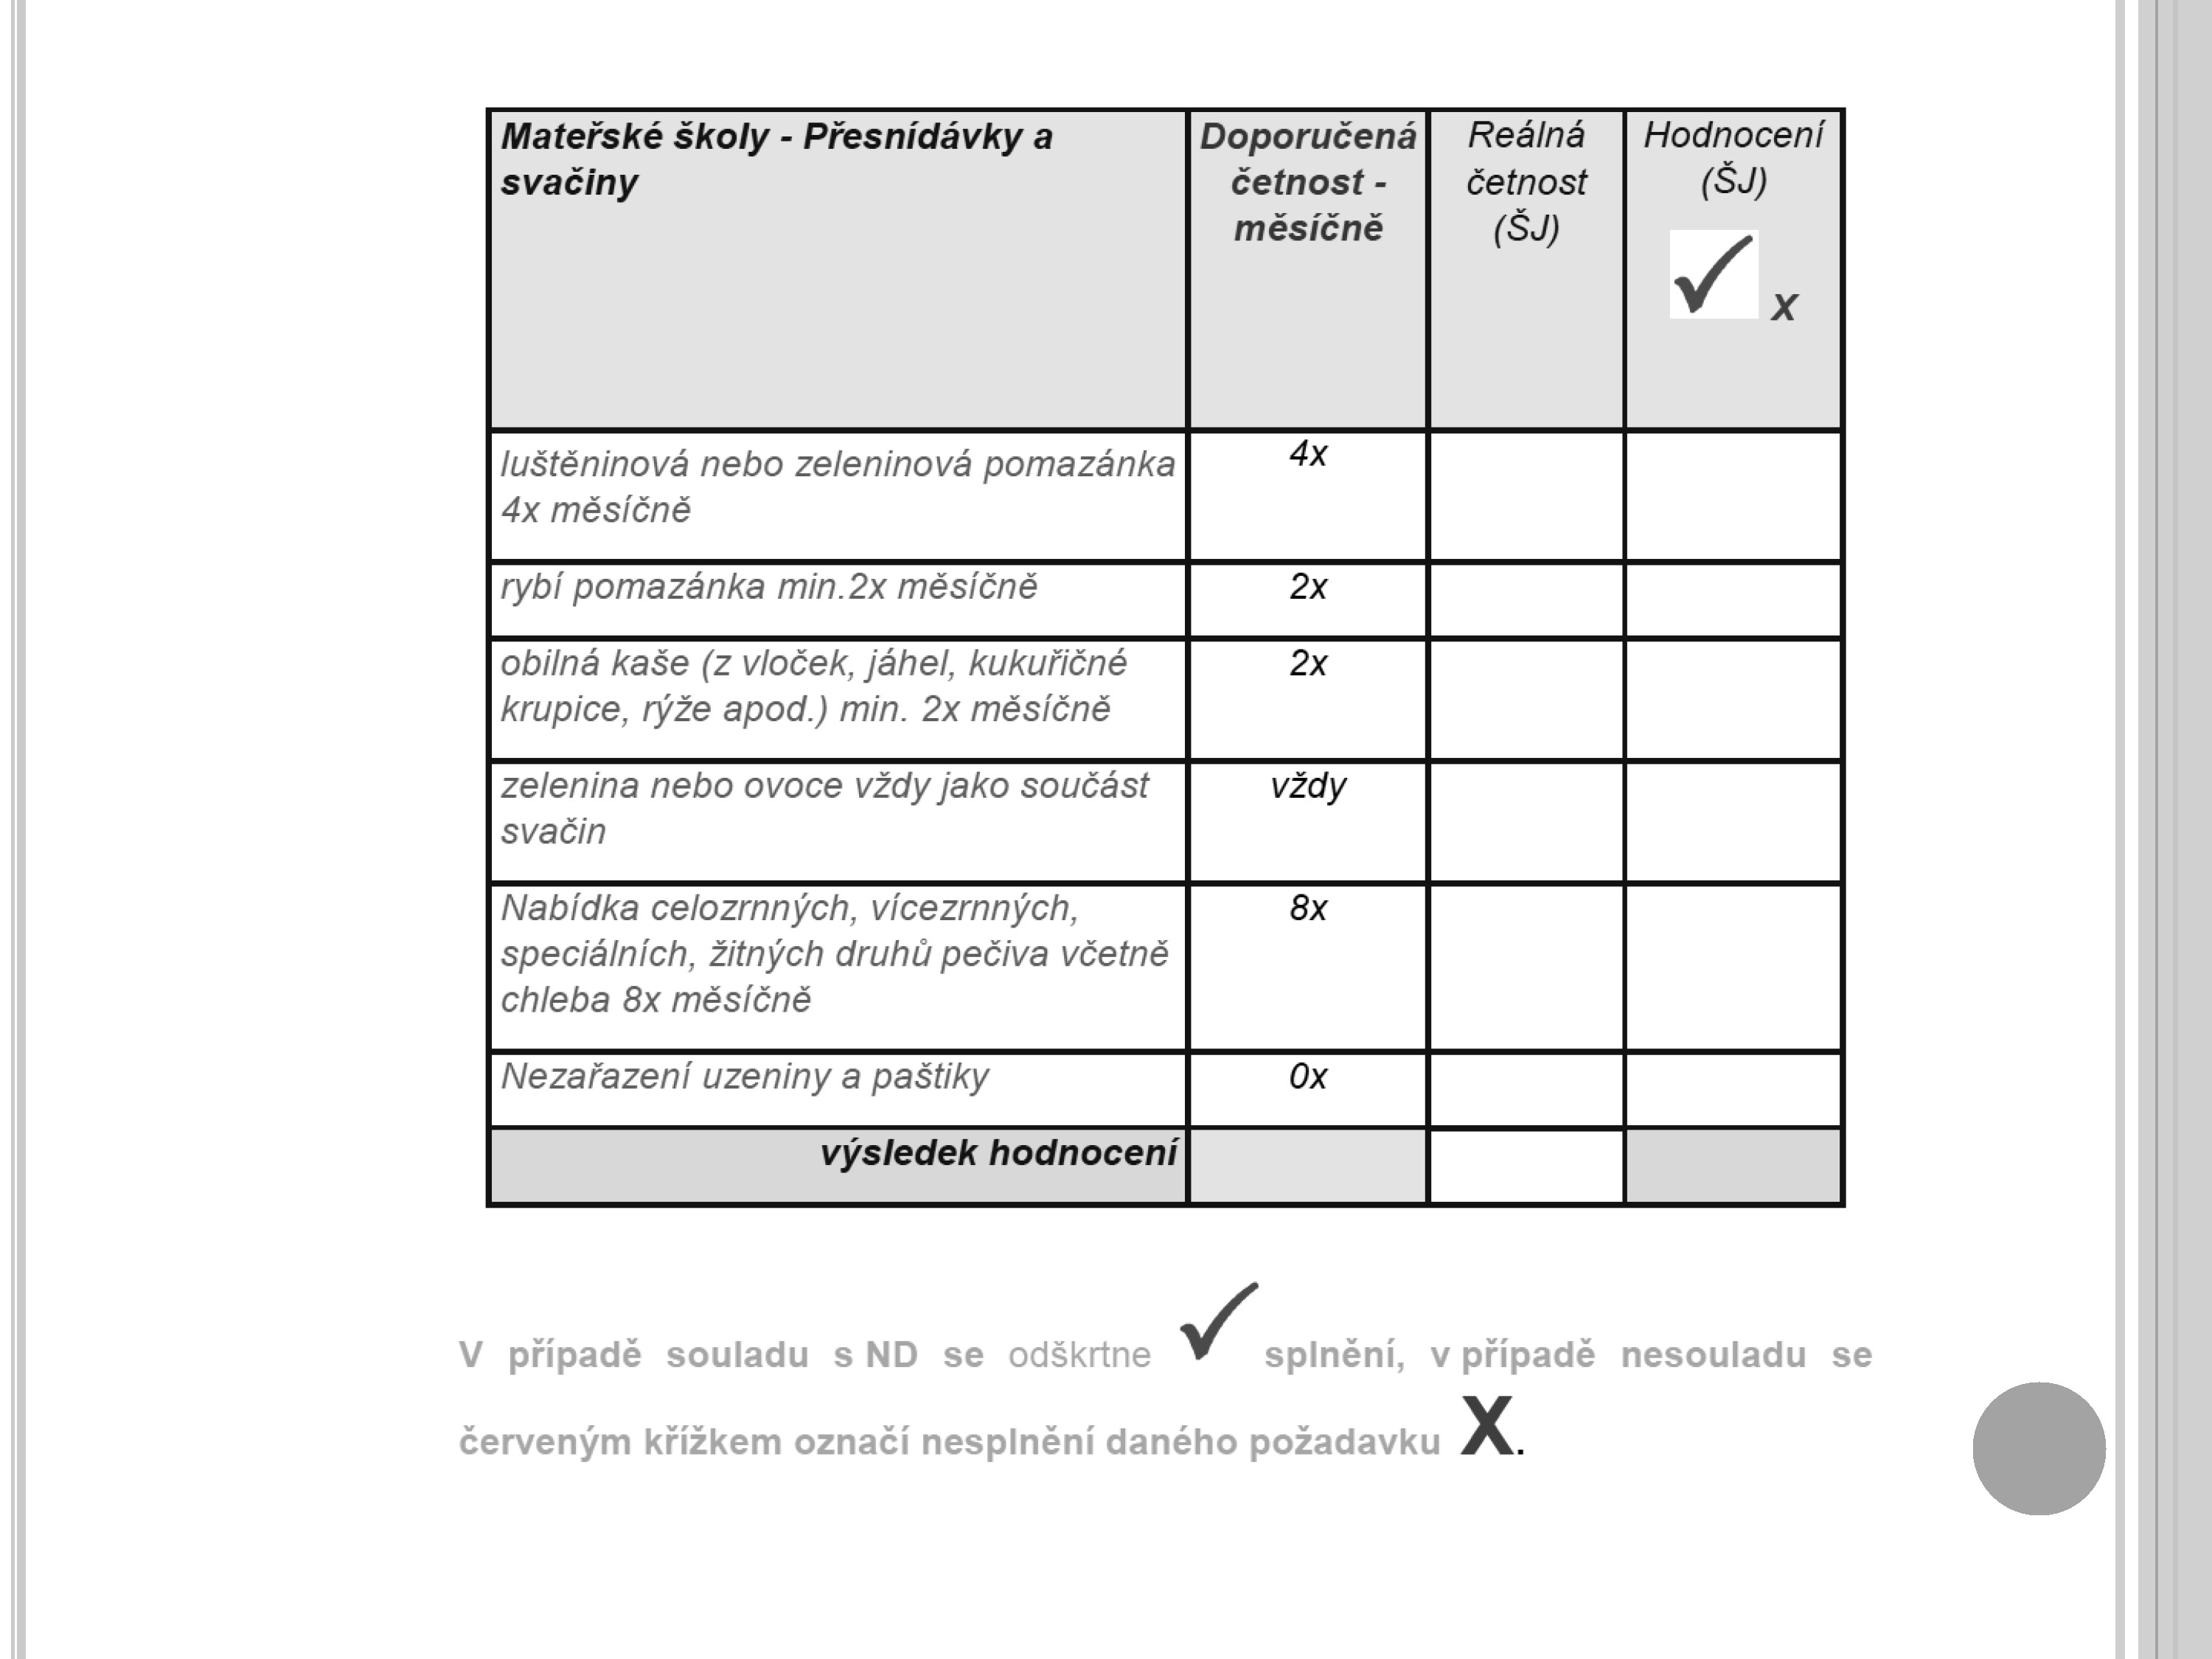 Mateřské školy - Přesnídávky a
svačiny
Doporučená
četnost -
měsíčně
Reálná
četnost
(ŠJ)
Hodnocení
(ŠJ)
✓ x
luštěninová nebo zeleninová pomazánka
4x měsíčně
4x
rybí pomazánka min.2x měsíčně
2x
obilná kaše (z vloček, jáhel, kukuřičné
krupice, rýže apod.) min. 2x měsíčně
2x
zelenina nebo ovoce vždy jako součást
svačin
vždy
Nabídka celozrnných, vícezrnných,
speciálních, žitných druhů pečiva včetně
chleba 8x měsíčně
8x
Nezařazení uzeniny a paštiky
0x
výsledek hodnocení
V případě souladu s ND se odškrtne ✓ splnění, v případě nesouladu se
červeným křížkem označí nesplnění daného požadavku X.